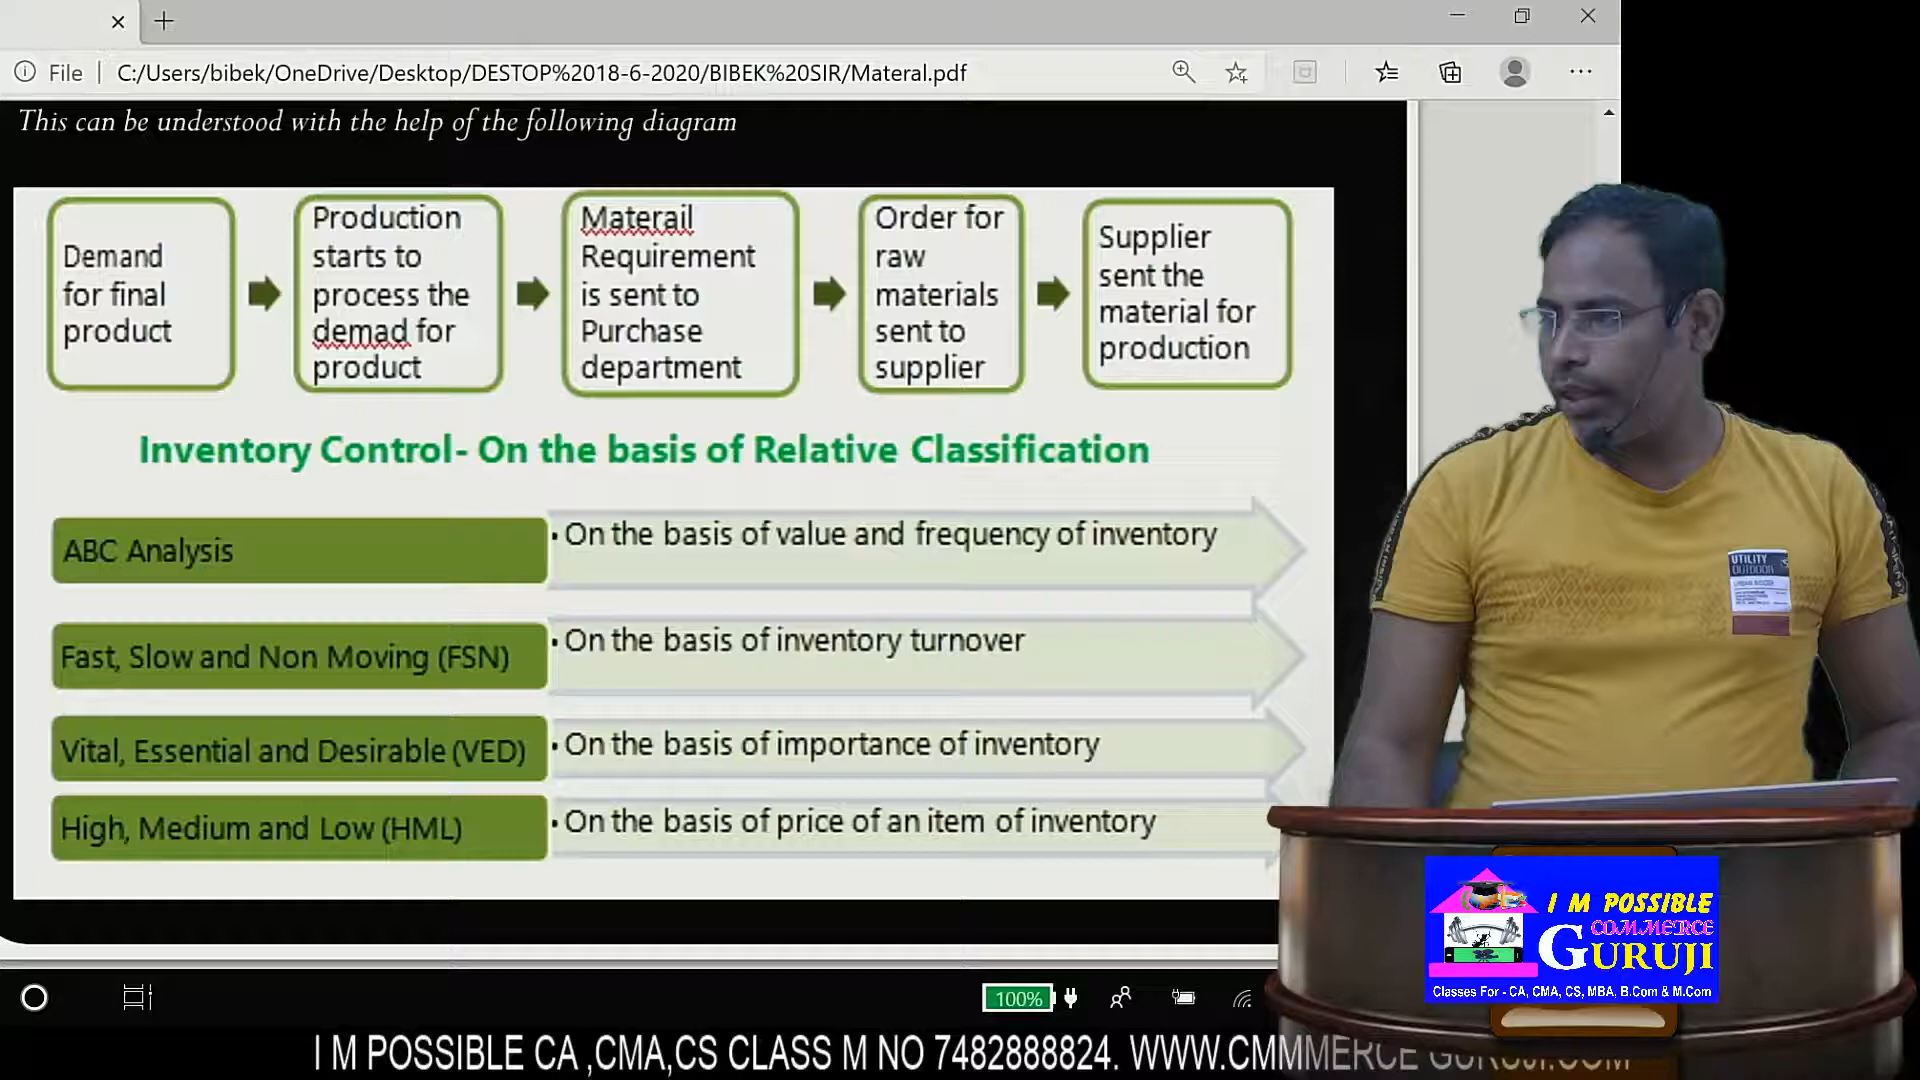 File | C:/Users/bibek/OneDrive/Desktop/DESTOP%2018-6-2020/BIBEK%20SIR/Materal.pdf
This can be understood with the help of the following diagram
Demand
for final
product
Production
starts to
process the
demad for
product
Materail
Requirement
is sent to
Purchase
department
Order for
raw
materials
sent to
supplier
Supplier
sent the
material for
production
Inventory Control- On the basis of Relative Classification
ABC Analysis
• On the basis of value and frequency of inventory
Fast, Slow and Non Moving (FSN)
• On the basis of inventory turnover
Vital, Essential and Desirable (VED)
• On the basis of importance of inventory
High, Medium and Low (HML)
• On the basis of price of an item of inventory
UTILITY
OUTDOOR
I M POSSIBLE
COMMERCE
GURUJI
Classes For - CA, CMA, CS, MBA, B.Com & M.Com
100%
I M POSSIBLE CA ,CMA,CS CLASS M NO 7482888824. WWW.CMMMERCE GURUJI.COM